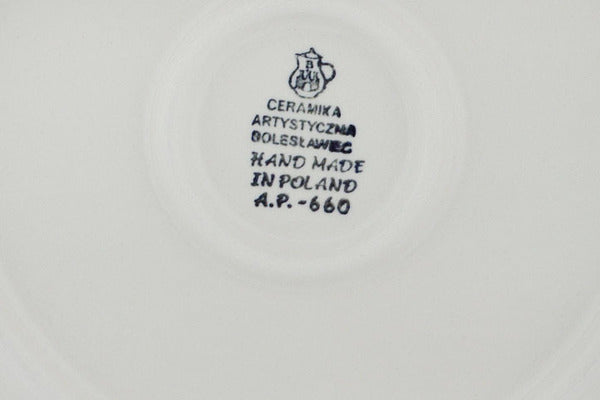 B
CERAMIKA
ARTYSTYCZNA
BOLESŁAWIEC
HAND MADE
IN POLAND
A.P.-660